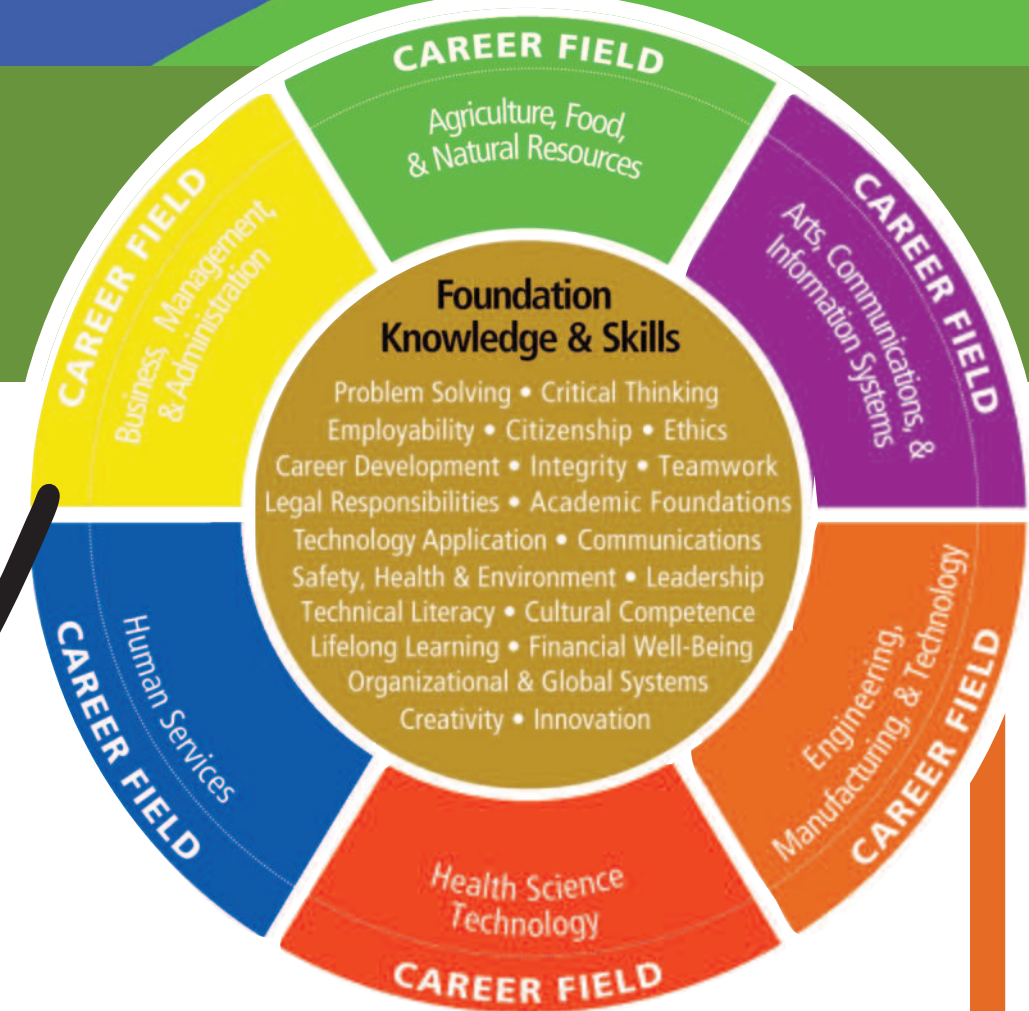 CAREER FIELD
Agriculture, Food,
& Natural Resources
CAREER FIELD
Arts, Communications, &
Information Systems
CAREER FIELD
Engineering,
Manufacturing, & Technology
CAREER FIELD
Health Science
Technology
CAREER FIELD
Human Services
CAREER FIELD
Business, Management,
& Administration
Foundation
Knowledge & Skills
Problem Solving • Critical Thinking
Employability • Citizenship • Ethics
Career Development • Integrity • Teamwork
Legal Responsibilities • Academic Foundations
Technology Application • Communications
Safety, Health & Environment • Leadership
Technical Literacy • Cultural Competence
Lifelong Learning • Financial Well-Being
Organizational & Global Systems
Creativity • Innovation